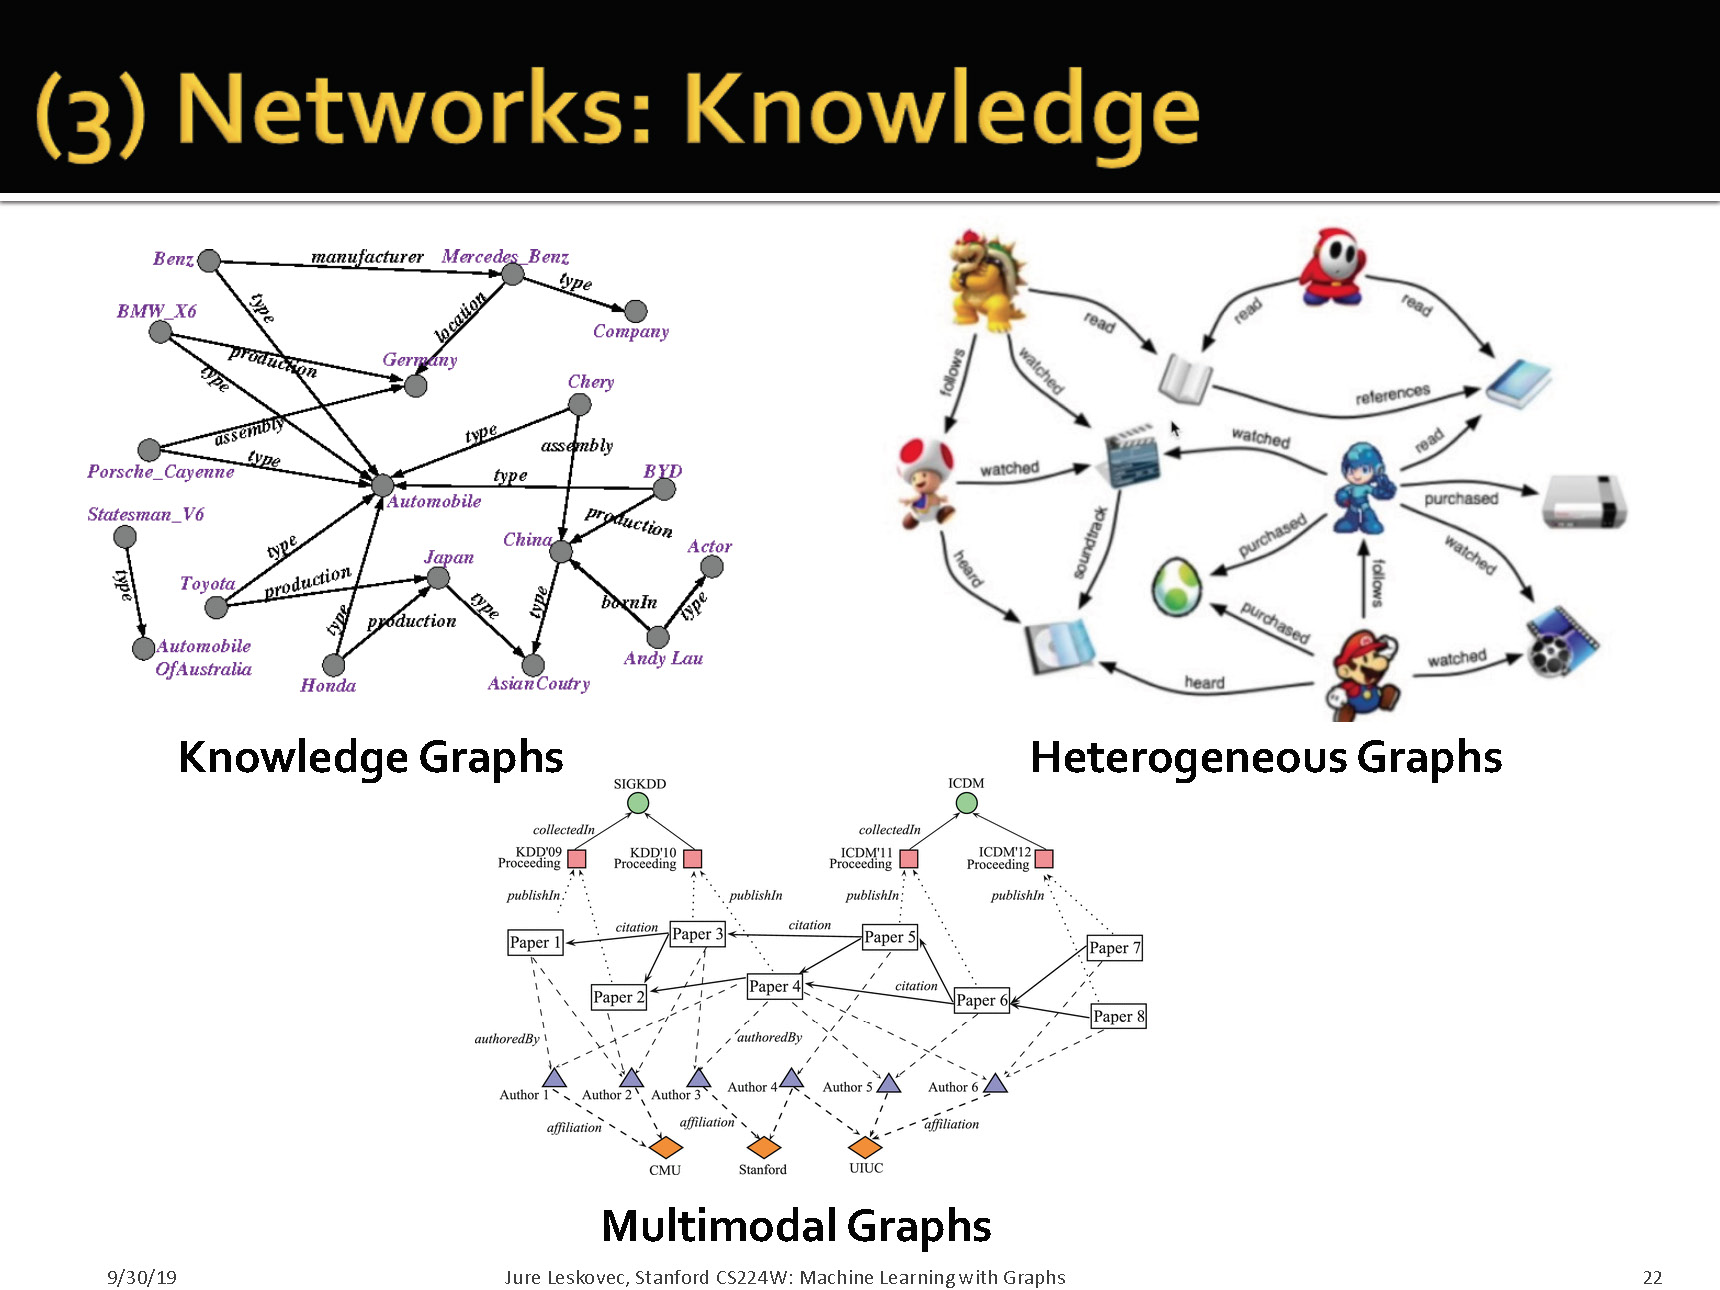 (3) Networks: Knowledge
Benz
manufacturer
Mercedes_Benz
type
type
BMW_X6
location
Company
production
Germany
type
Chery
assembly
type
type
assembly
Porsche_Cayenne
type
BYD
Automobile
Statesman_V6
production
China
Actor
type
Japan
type
Toyota
production
type
type
bornIn
type
type
production
Automobile
OfAustralia
Andy Lau
Honda
AsianCoutry
Knowledge Graphs
read
read
read
follows
watched
references
watched
read
watched
purchased
soundtrack
purchased
watched
heard
follows
purchased
heard
watched
Heterogeneous Graphs
SIGKDD
ICDM
collectedIn
collectedIn
KDD'09
Proceeding
KDD'10
Proceeding
ICDM'11
Proceeding
ICDM'12
Proceeding
publishIn
publishIn
publishIn
publishIn
citation
citation
Paper 1
Paper 3
Paper 5
Paper 7
Paper 2
Paper 4
citation
Paper 6
Paper 8
authoredBy
authoredBy
Author 1
Author 2
Author 3
Author 4
Author 5
Author 6
affiliation
affiliation
affiliation
CMU
Stanford
UIUC
Multimodal Graphs
9/30/19
Jure Leskovec, Stanford CS224W: Machine Learning with Graphs
22